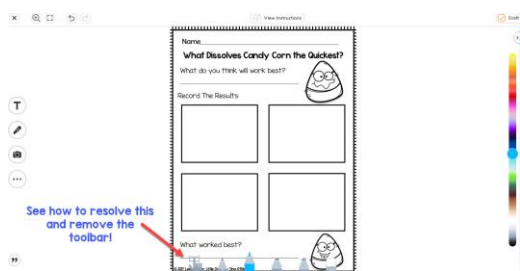 View Instructions
Draft
Name
What Dissolves Candy Corn the Quickest?
What do you think will work best?
Record The Results
T
See how to resolve this
and remove the
toolbar!
What worked best?